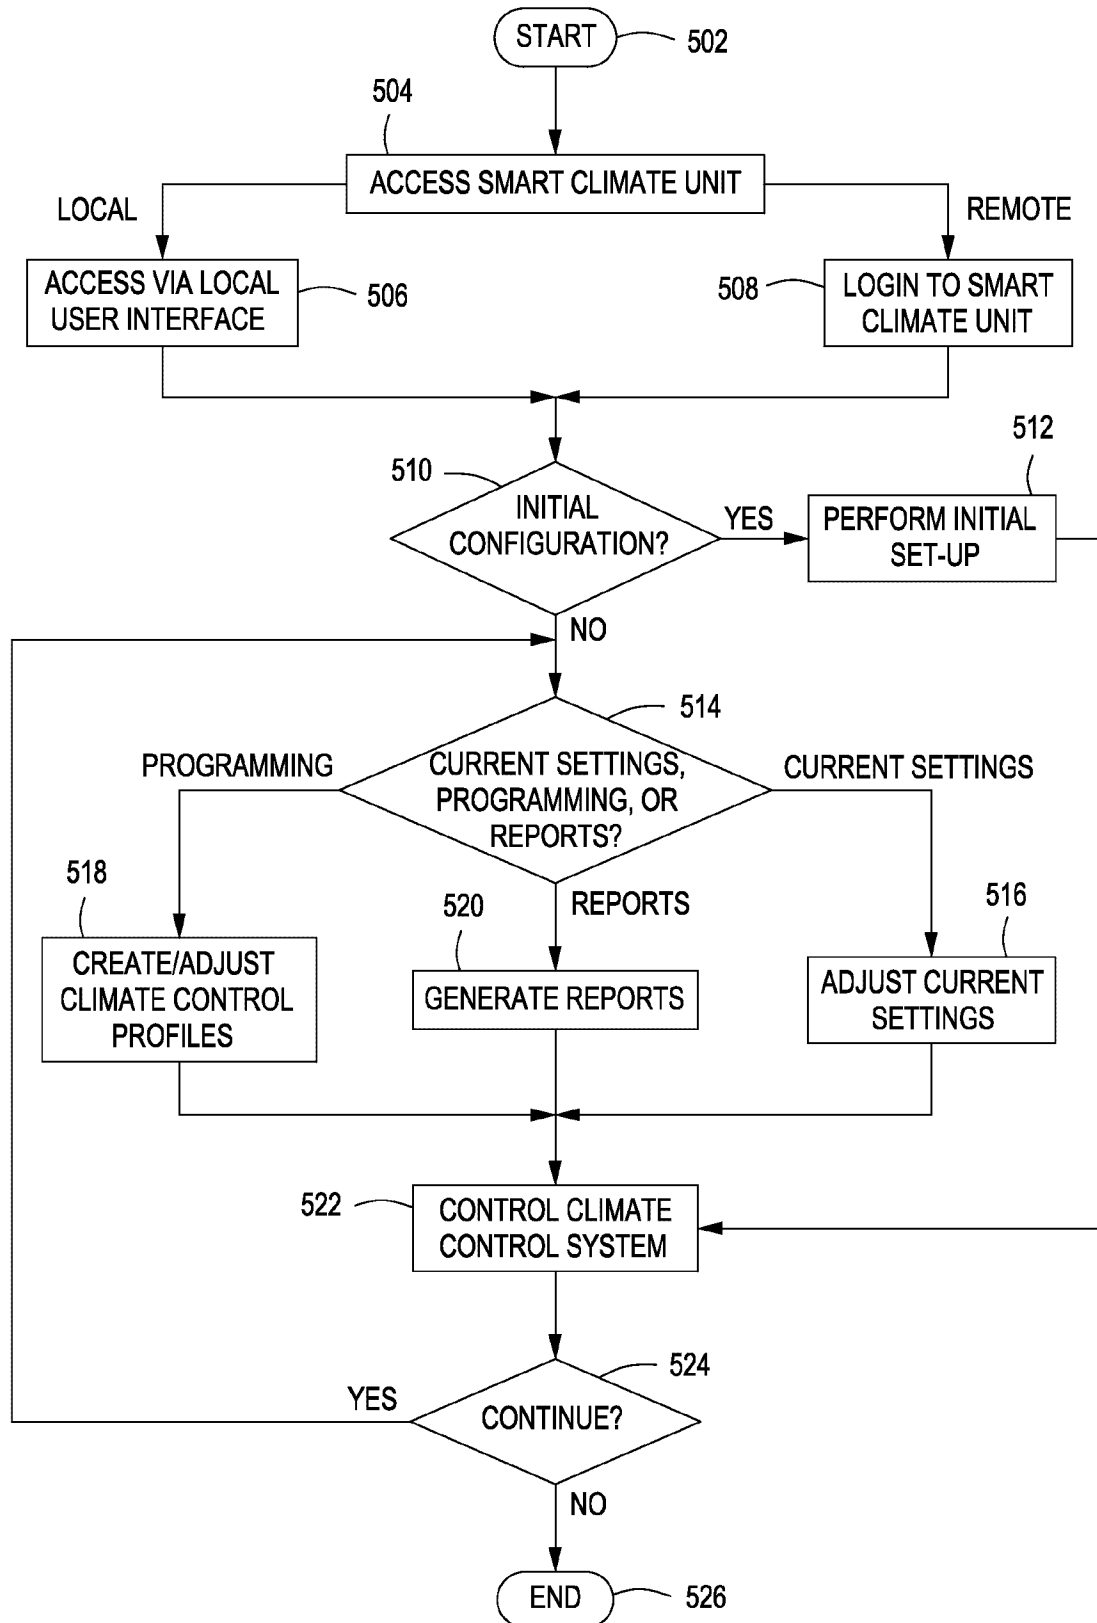 START
502
504
ACCESS SMART CLIMATE UNIT
LOCAL
REMOTE
ACCESS VIA LOCAL
USER INTERFACE
506
508
LOGIN TO SMART
CLIMATE UNIT
510
INITIAL
CONFIGURATION?
YES
512
PERFORM INITIAL
SET-UP
NO
514
PROGRAMMING
CURRENT SETTINGS,
PROGRAMMING, OR
REPORTS?
CURRENT SETTINGS
518
CREATE/ADJUST
CLIMATE CONTROL
PROFILES
REPORTS
520
GENERATE REPORTS
516
ADJUST CURRENT
SETTINGS
522
CONTROL CLIMATE
CONTROL SYSTEM
524
YES
CONTINUE?
NO
END
526